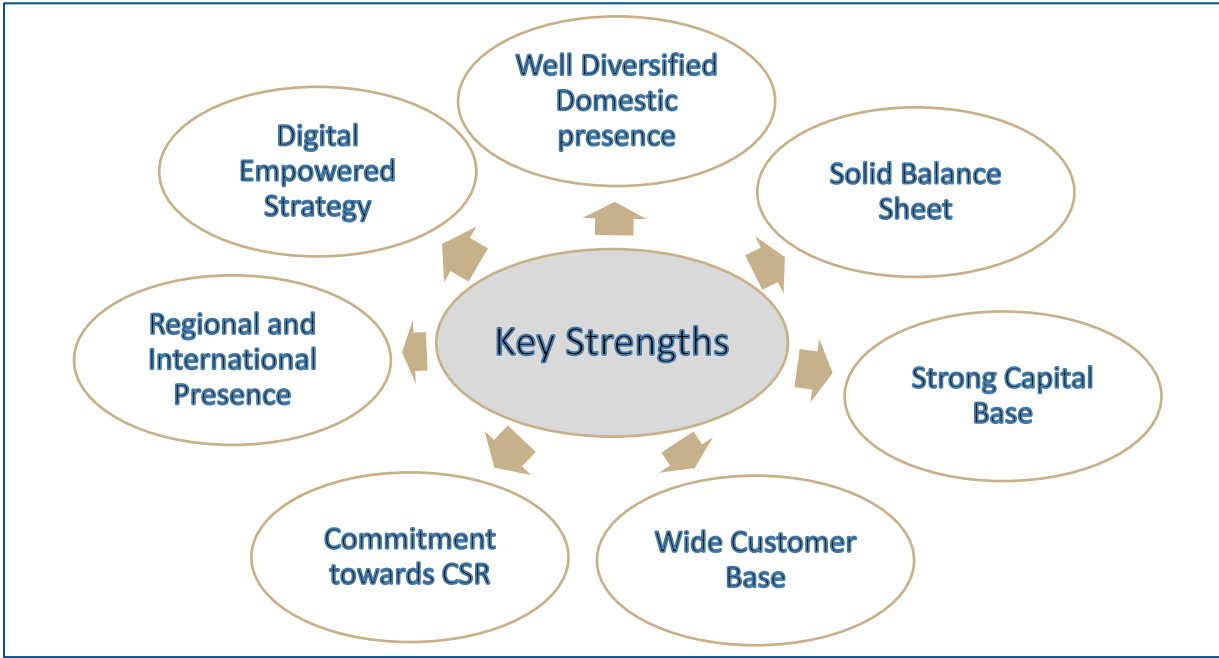 Well Diversified
Domestic
presence
Digital
Empowered
Strategy
Solid Balance
Sheet
Key Strengths
Regional and
International
Presence
Strong Capital
Base
Commitment
towards CSR
Wide Customer
Base